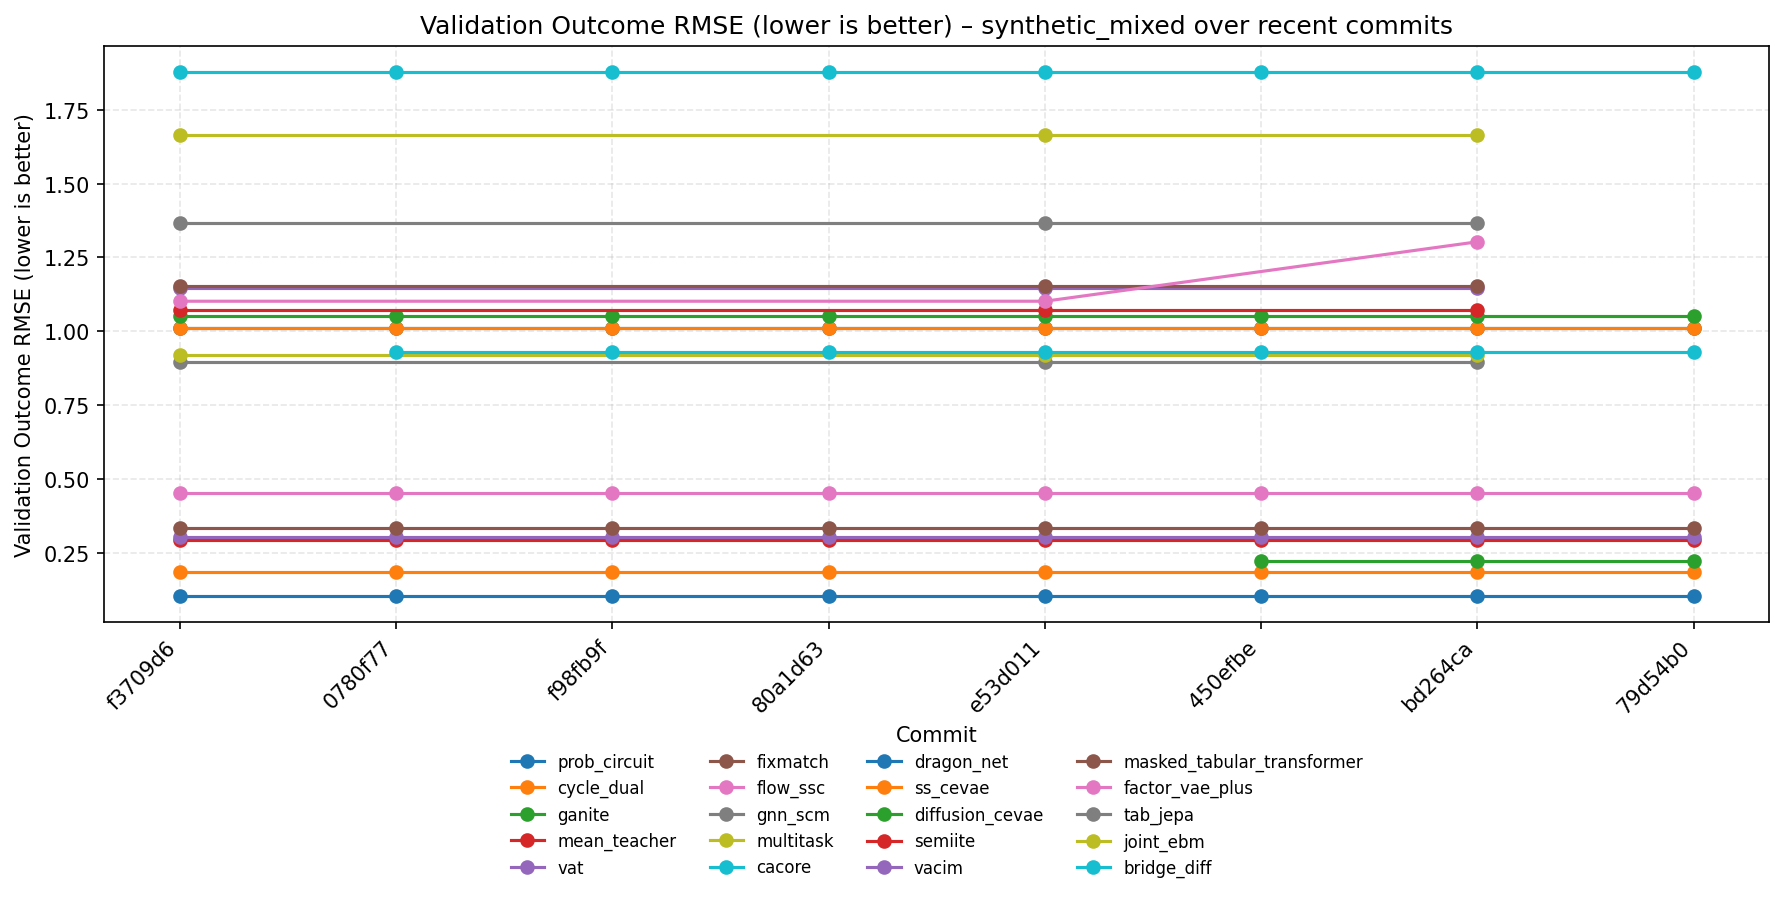 Validation Outcome RMSE (lower is better) – synthetic_mixed over recent commits
Validation Outcome RMSE (lower is better)
1.75
1.50
1.25
1.00
0.75
0.50
0.25
f3709d6
0780f77
f98fb9f
80a1d63
e53d011
450efbe
bd264ca
79d54b0
Commit
prob_circuit
cycle_dual
ganite
mean_teacher
vat
fixmatch
flow_ssc
gnn_scm
multitask
cacore
dragon_net
ss_cevae
diffusion_cevae
semiite
vacim
masked_tabular_transformer
factor_vae_plus
tab_jepa
joint_ebm
bridge_diff